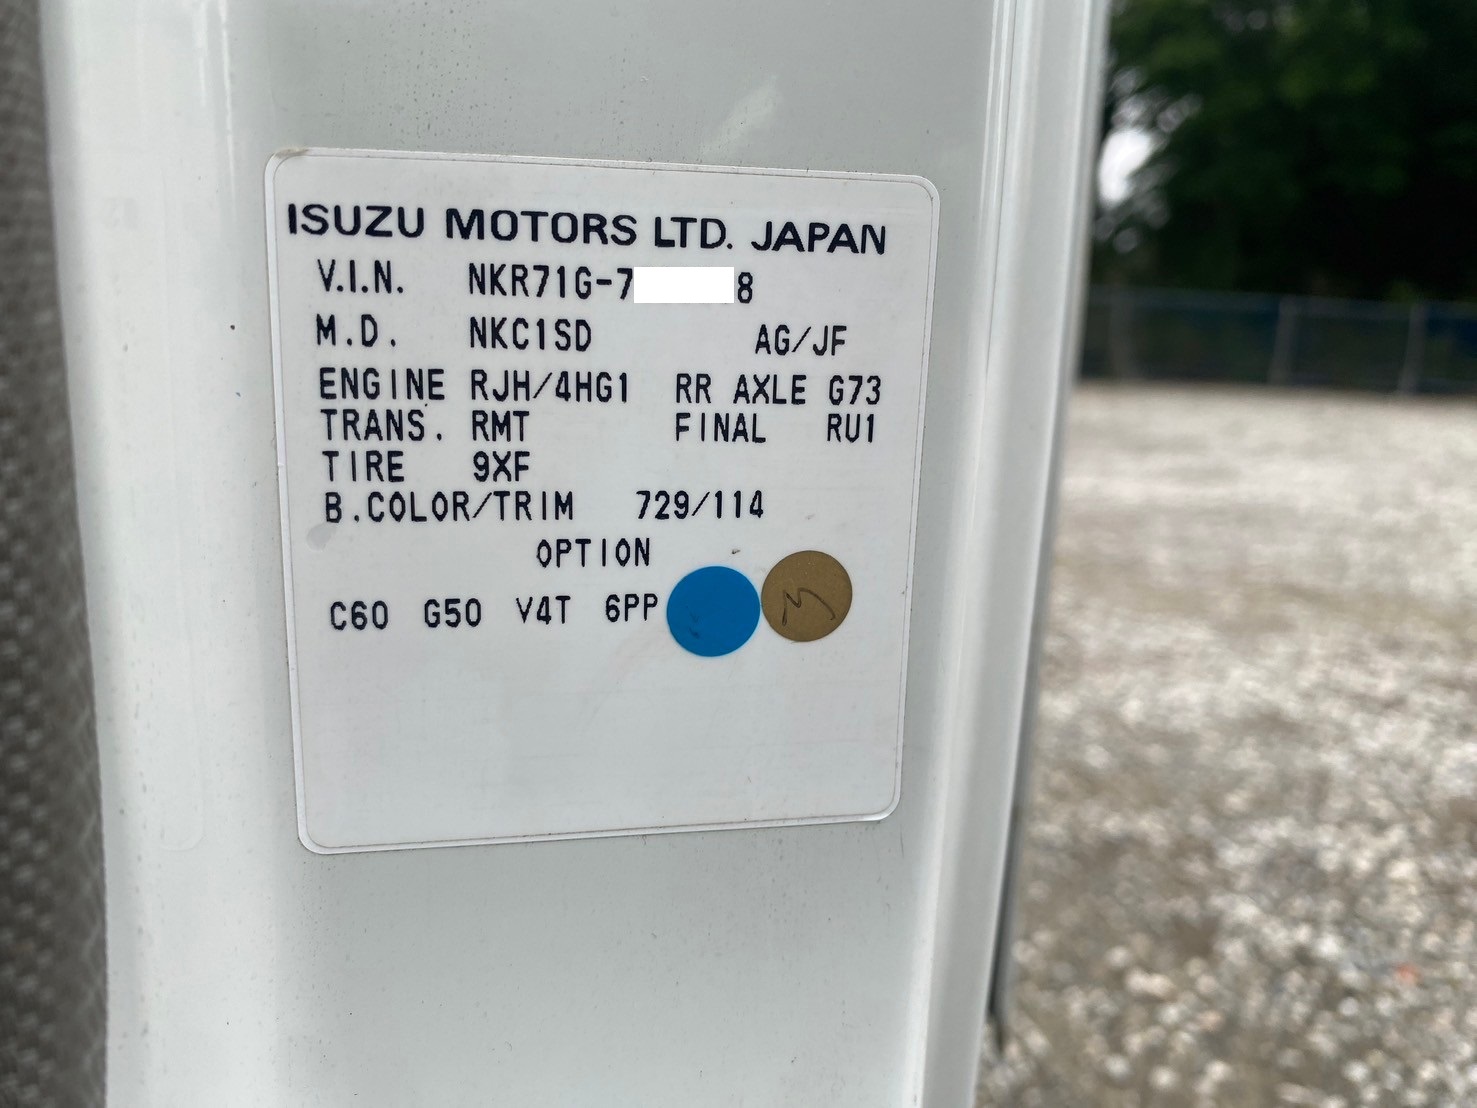 ISUZU MOTORS LTD. JAPAN
V.I.N. NKR71G-7 8
M.D. NKC1SD AG/JF
ENGINE RJH/4HG1 RR AXLE G73
TRANS. RMT FINAL RU1
TIRE 9XF
B.COLOR/TRIM 729/114
OPTION
C60 G50 V4T 6PP